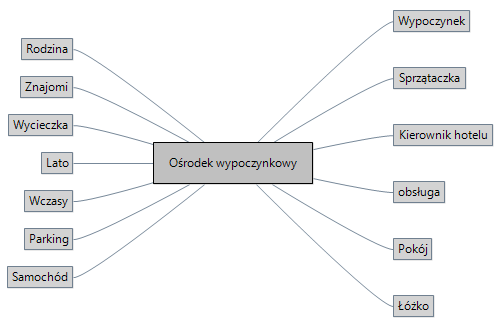 Rodzina
Znajomi
Wycieczka
Lato
Wczasy
Parking
Samochód
Ośrodek wypoczynkowy
Wypoczynek
Sprzątaczka
Kierownik hotelu
obsługa
Pokój
Łóżko